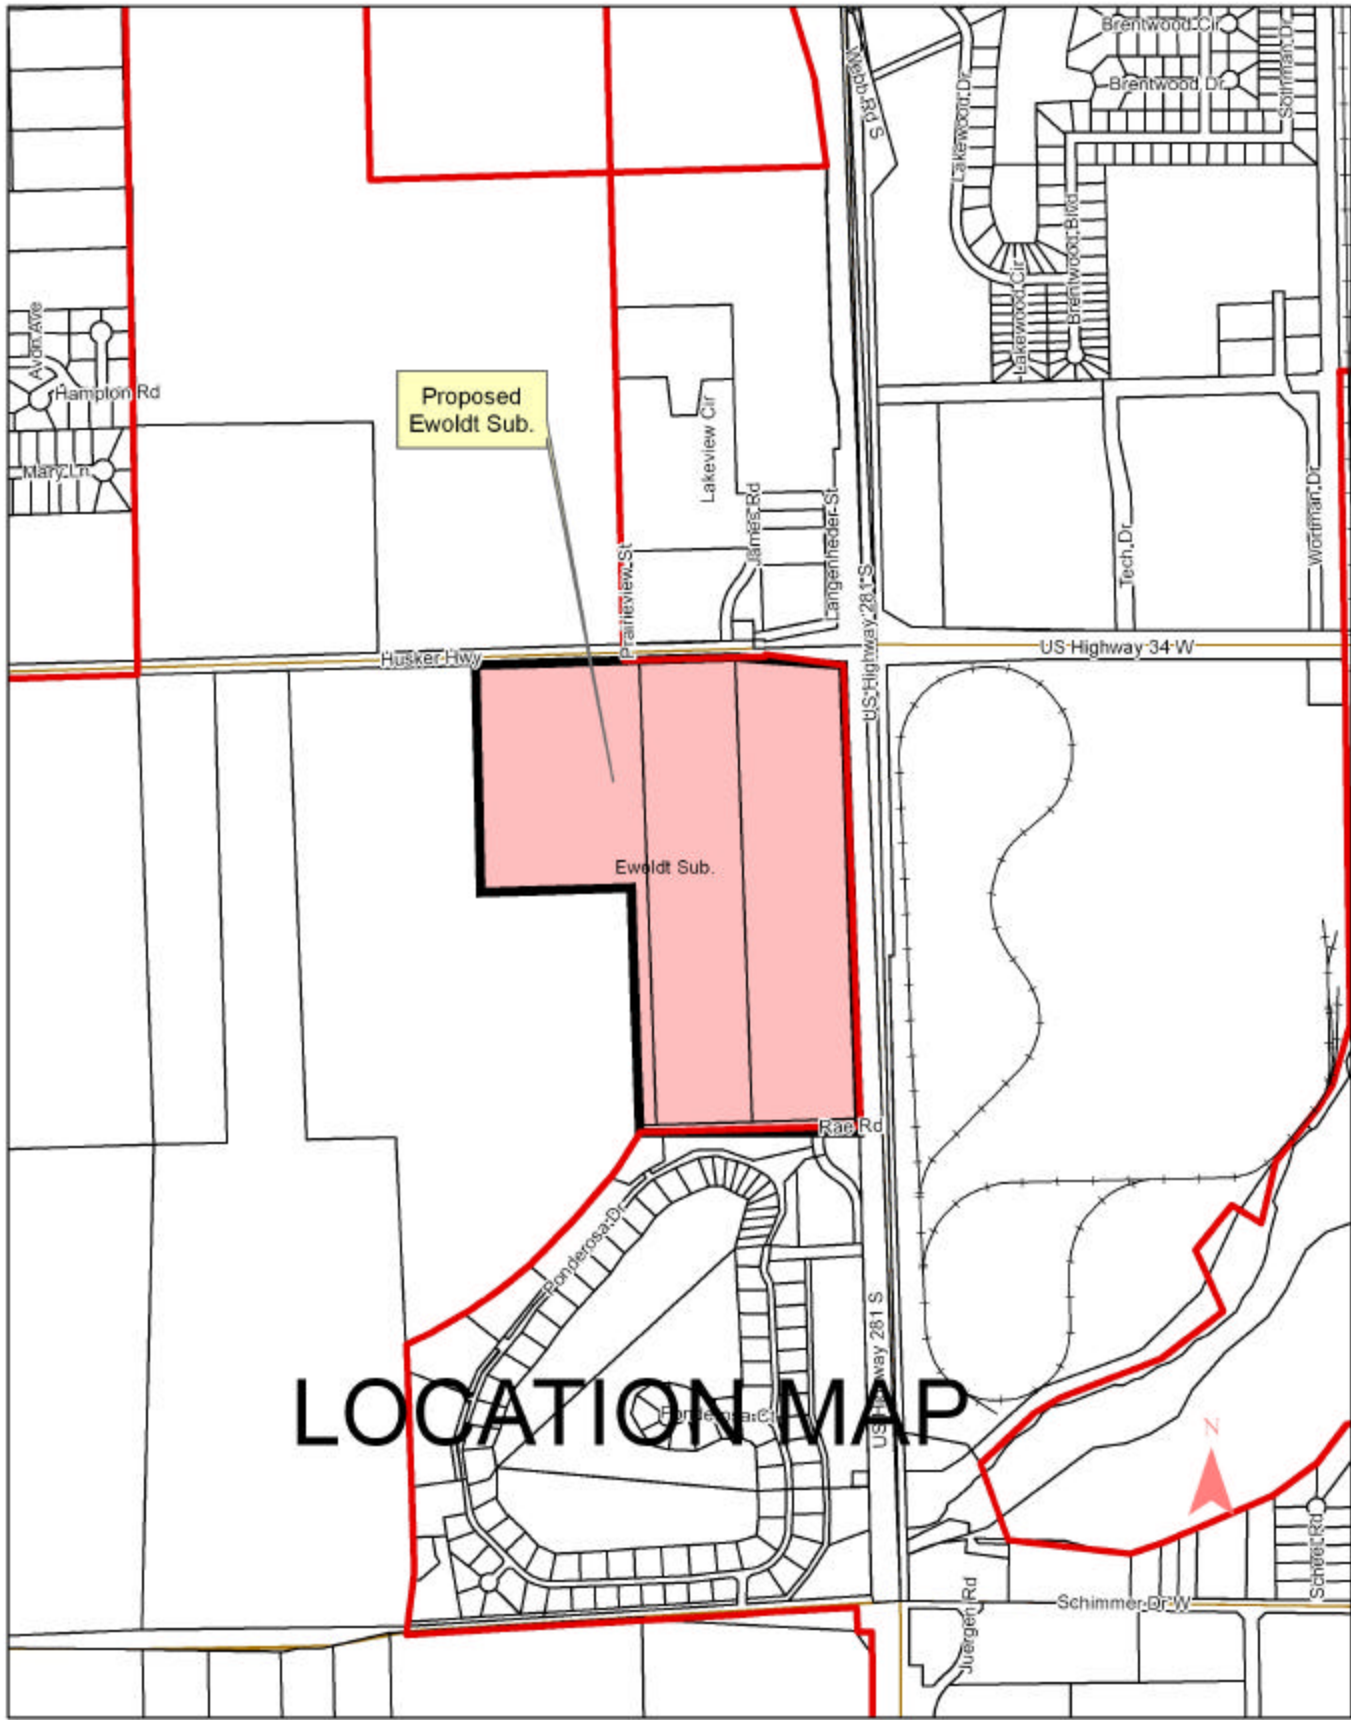 Brentwood Cir
Webb Rd S
Lakewood Dr
Brentwood Dr
Sothman Dr
Brentwood Blvd
Lakewood Cir
Avon Ave
Hampton Rd
Proposed
Ewoldt Sub.
Lakeview Cir
Mary Ln
James Rd
Langenheder St
Tech Dr
Wortman Dr
Prairieview St
US Highway 281 S
Husker Hwy
US Highway 34 W
Ewoldt Sub.
Rae Rd
Ponderosa Dr
US Highway 281 S
LOCATION MAP
Ponderosa Ct
N
Scheel Rd
Juergen Rd
Schimmer Dr W